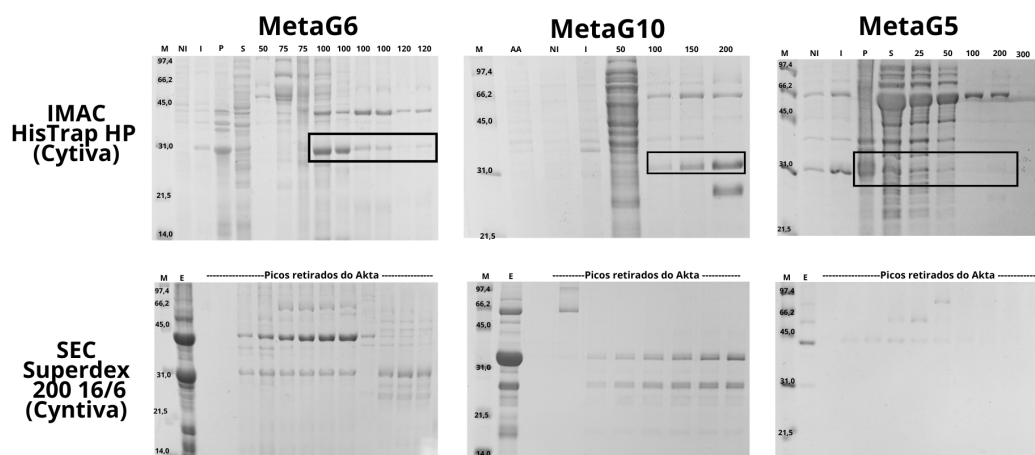 MetaG6
MetaG10
MetaG5
IMAC
HisTrap HP
(Cytiva)
M NI I P S 50 75 75 100 100 100 100 120 120
97,4
66,2
45,0
31,0
21,5
14,0
M AA NI I 50 100 150 200
97,4
66,2
45,0
31,0
21,5
M NI I P S 25 50 100 200 300
97,4
66,2
45,0
31,0
21,5
SEC
Superdex
200 16/6
(Cyntiva)
M E ----------------Picos retirados do Akta --------------
97,4
66,2
45,0
31,0
21,5
14,0
M E ---------Picos retirados do Akta -----------
97,4
66,2
45,0
31,0
21,5
14,0
M E ----------------Picos retirados do Akta ----------
97,4
66,2
45,0
31,0
21,5